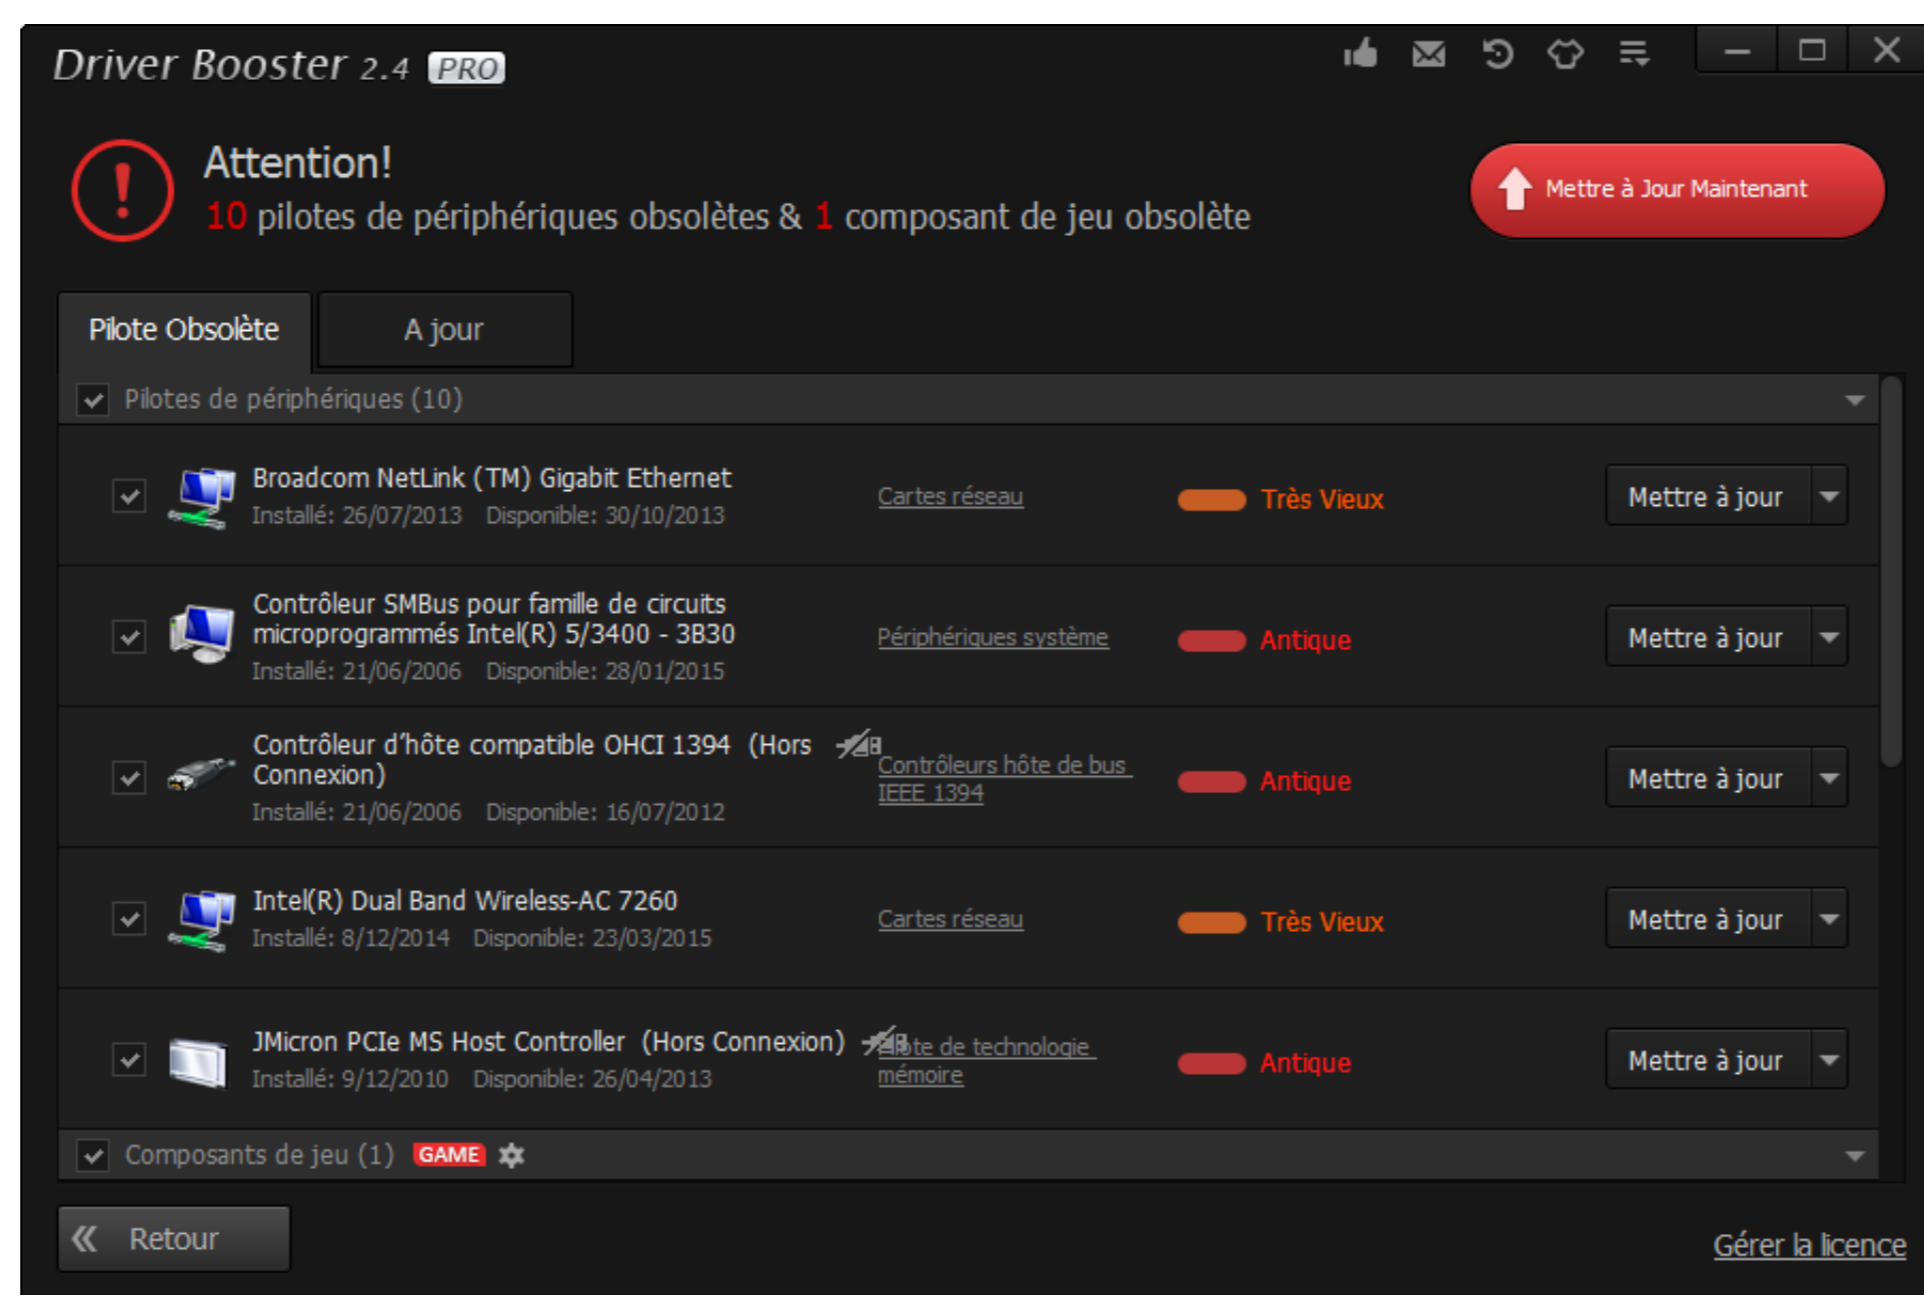 Driver Booster 2.4 PRO
Attention!
10 pilotes de périphériques obsolètes & 1 composant de jeu obsolète
Mettre à Jour Maintenant
Pilote Obsolète
A jour
Pilotes de périphériques (10)
Broadcom NetLink (TM) Gigabit Ethernet
Installé: 26/07/2013 Disponible: 30/10/2013
Cartes réseau
Très Vieux
Mettre à jour
Contrôleur SMBus pour famille de circuits
microprogrammés Intel(R) 5/3400 - 3B30
Installé: 21/06/2006 Disponible: 28/01/2015
Périphériques système
Antique
Mettre à jour
Contrôleur d'hôte compatible OHCI 1394 (Hors
Connexion)
Installé: 21/06/2006 Disponible: 16/07/2012
Contrôleurs hôte de bus
IEEE 1394
Antique
Mettre à jour
Intel(R) Dual Band Wireless-AC 7260
Installé: 8/12/2014 Disponible: 23/03/2015
Cartes réseau
Très Vieux
Mettre à jour
JMicron PCIe MS Host Controller (Hors Connexion)
Installé: 9/12/2010 Disponible: 26/04/2013
de technologie
mémoire
Antique
Mettre à jour
Composants de jeu (1) GAME
Retour
Gérer la licence